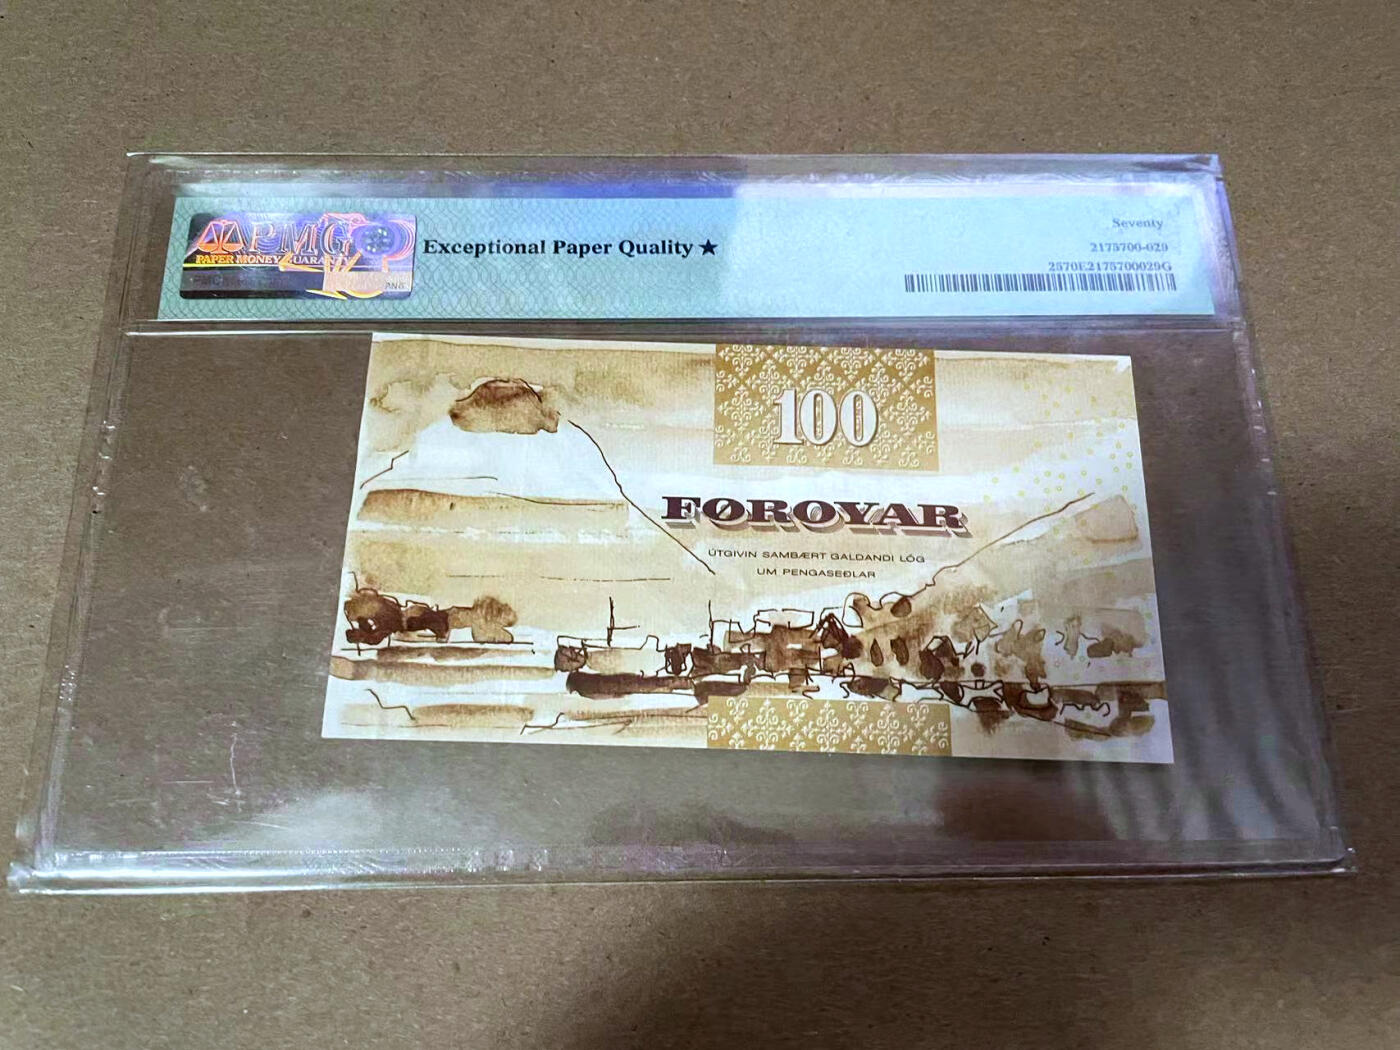 PMG
PAPER MONEY GUARANTY
Exceptional Paper Quality ★
Seventy
2175700-029
2570E2175700029G
100
FØROYAR
ÚTGIVIN SAMBÆRT GALDANDI LÓG
UM PENGASEÐLAR